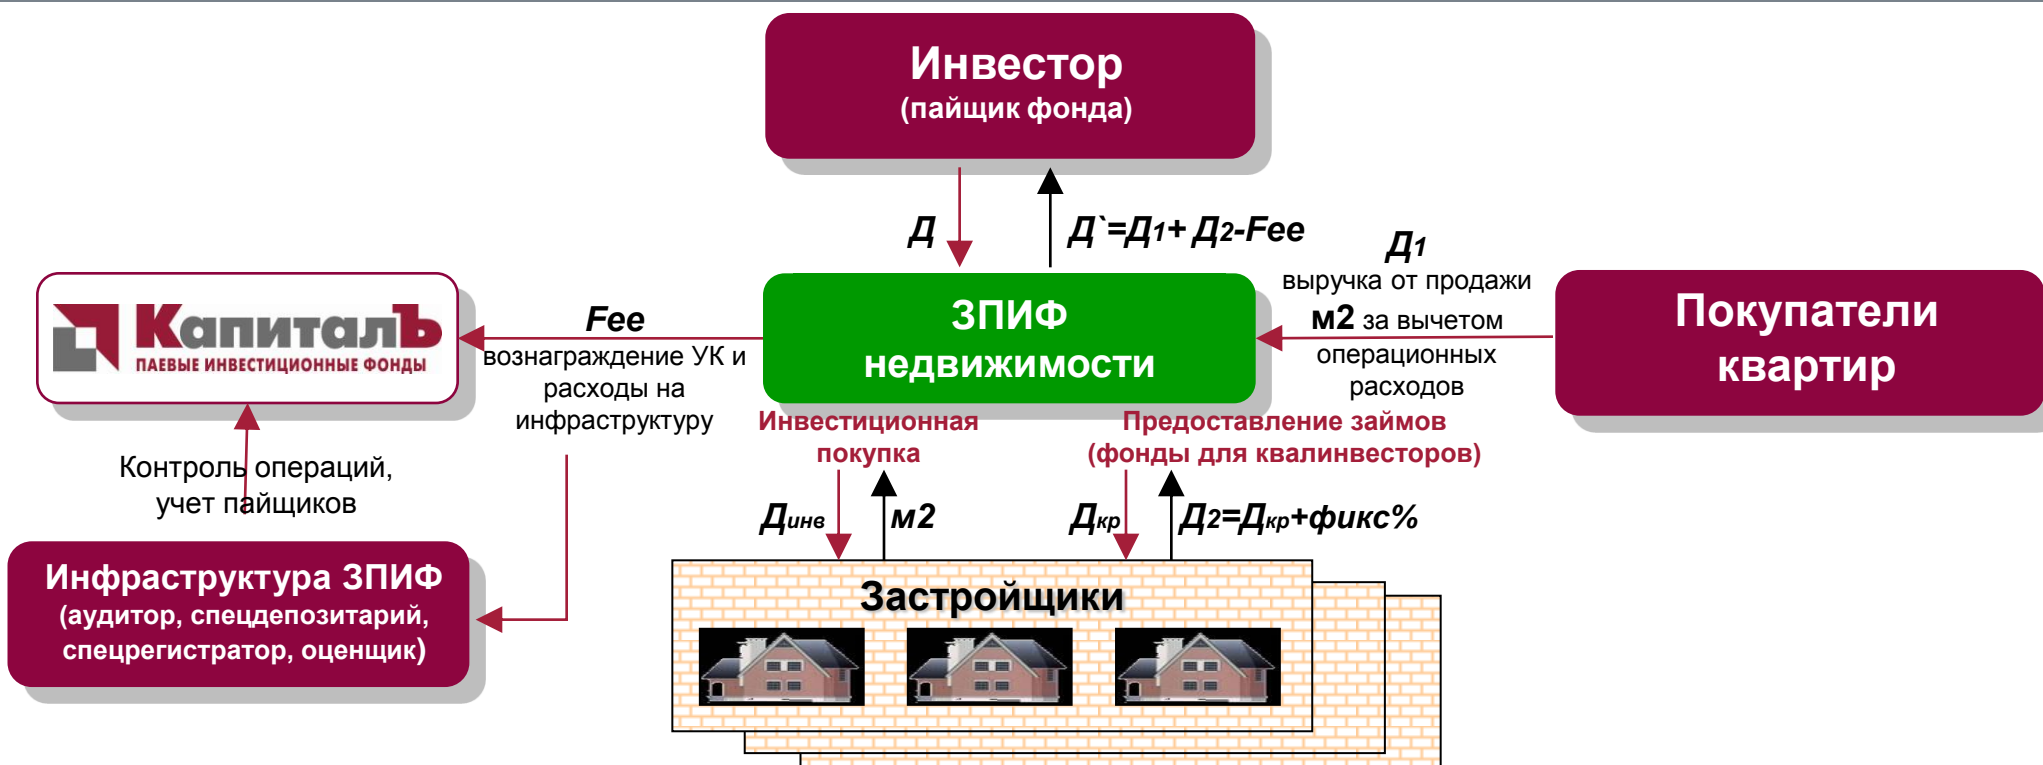 Инвестор
(пайщик фонда)
Д
Д`=Д1+ Д2-Fee
Д1
выручка от продажи
м2 за вычетом
операционных
расходов
КапиталЪ
ПАЕВЫЕ ИНВЕСТИЦИОННЫЕ ФОНДЫ
Fee
вознаграждение УК и
расходы на
инфраструктуру
ЗПИФ
недвижимости
Покупатели
квартир
Инвестиционная
покупка
Предоставление займов
(фонды для квалинвесторов)
Контроль операций,
учет пайщиков
Динв
м2
Дкр
Д2=Дкр+фикс%
Инфраструктура ЗПИФ
(аудитор, спецдепозитарий,
спецрегистратор, оценщик)
Застройщики